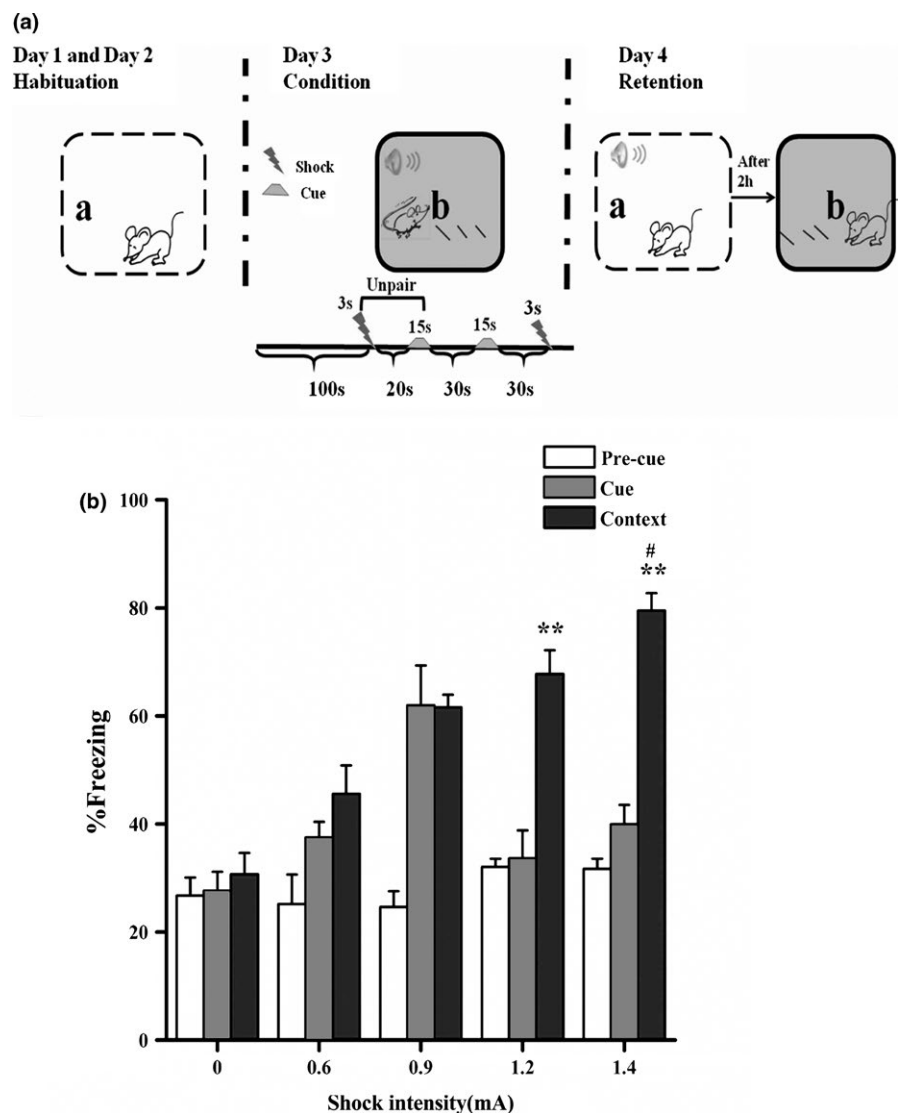 (a)
Day 1 and Day 2
Habituation
Day 3
Condition
Day 4
Retention
a
Shock
Cue
b
a
After
2h
b
Unpair
3s
15s
15s
3s
100s
20s
30s
30s
(b)
Pre-cue
Cue
Context
100
80
60
40
20
0
%Freezing
**
#
**
0
0.6
0.9
1.2
1.4
Shock intensity(mA)